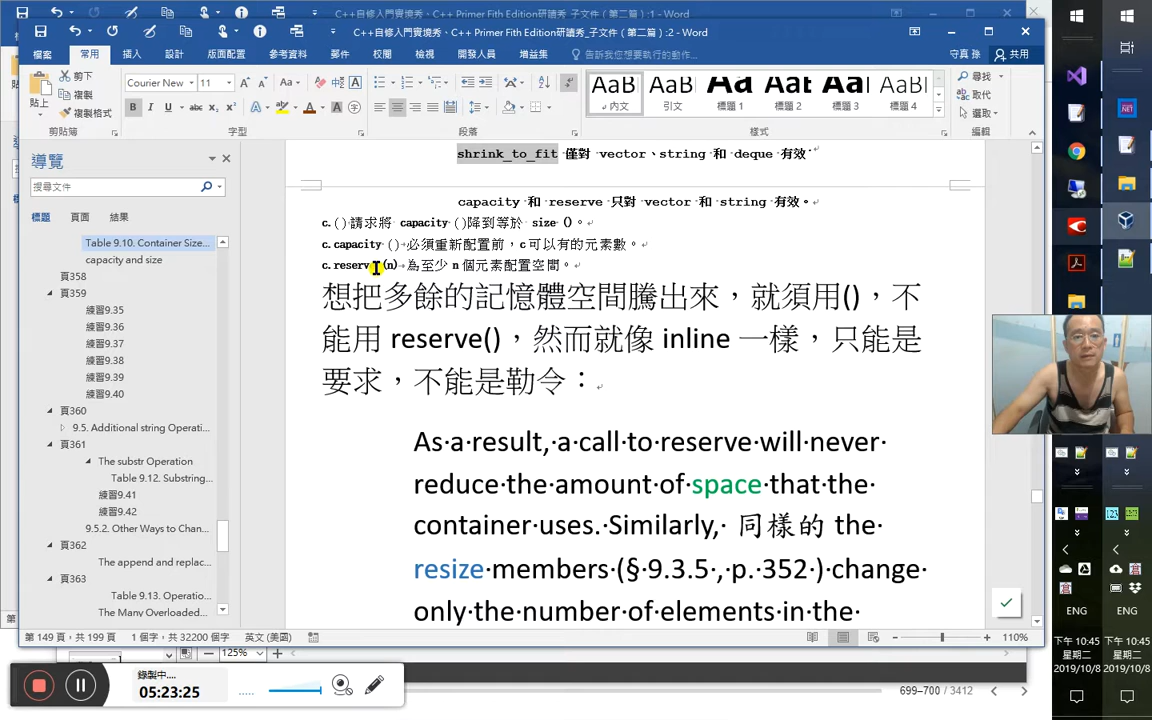 C++自修入門實境秀、C++ Primer Fifth Edition研讀秀_子文件（第二篇）:1 - Word
C++自修入門實境秀、C++ Primer Fith Edition研讀秀_子文件（第二篇）:2 - Word
檔案 常用 插入 設計 版面配置 參考資料 郵件 校閱 檢視 開發人員 增益集 告訴我您想要執行的動作... 守真 孫 共用
貼上 剪下 複製 複製格式 Courier New 11 AaBb 內文 AaBb 引文 AaB 標題 1 AaB 標題 2 AaB 標題 3 AaBb 標題 4 尋找 取代 選取
剪貼簿 字型 段落 樣式 編輯
導覽
搜尋文件
標題 頁面 結果
Table 9.10. Container Size...
capacity and size
頁358
頁359
練習9.35
練習9.36
練習9.37
練習9.38
練習9.39
練習9.40
頁360
9.5. Additional string Operati...
頁361
The substr Operation
Table 9.12. Substring...
練習9.41
練習9.42
9.5.2. Other Ways to Chan...
頁362
The append and replac...
頁363
Table 9.13. Operatio...
The Many Overloaded...
shrink_to_fit 僅對 vector、string 和 deque 有效
capacity 和 reserve 只對 vector 和 string 有效。
c.()請求將 capacity ()降到等於 size ()。
c.capacity ()必須重新配置前，c 可以有的元素數。
c.reserve (n) 為至少 n 個元素配置空間。
想把多餘的記憶體空間騰出來，就須用()，不
能用 reserve()，然而就像 inline 一樣，只能是
要求，不能是勒令：
As a result, a call to reserve will never
reduce the amount of space that the
container uses. Similarly, 同樣的 the
resize members (§ 9.3.5 , p. 352 ) change
only the number of elements in the
第 149 頁，共 199 頁 1 個字，共 32200 個字 英文 (美國) 110%
125%
錄製中....
05:23:25
699–700 / 3412
ENG ENG
下午 10:45 下午 10:45
星期二 星期二
2019/10/8 2019/10/8